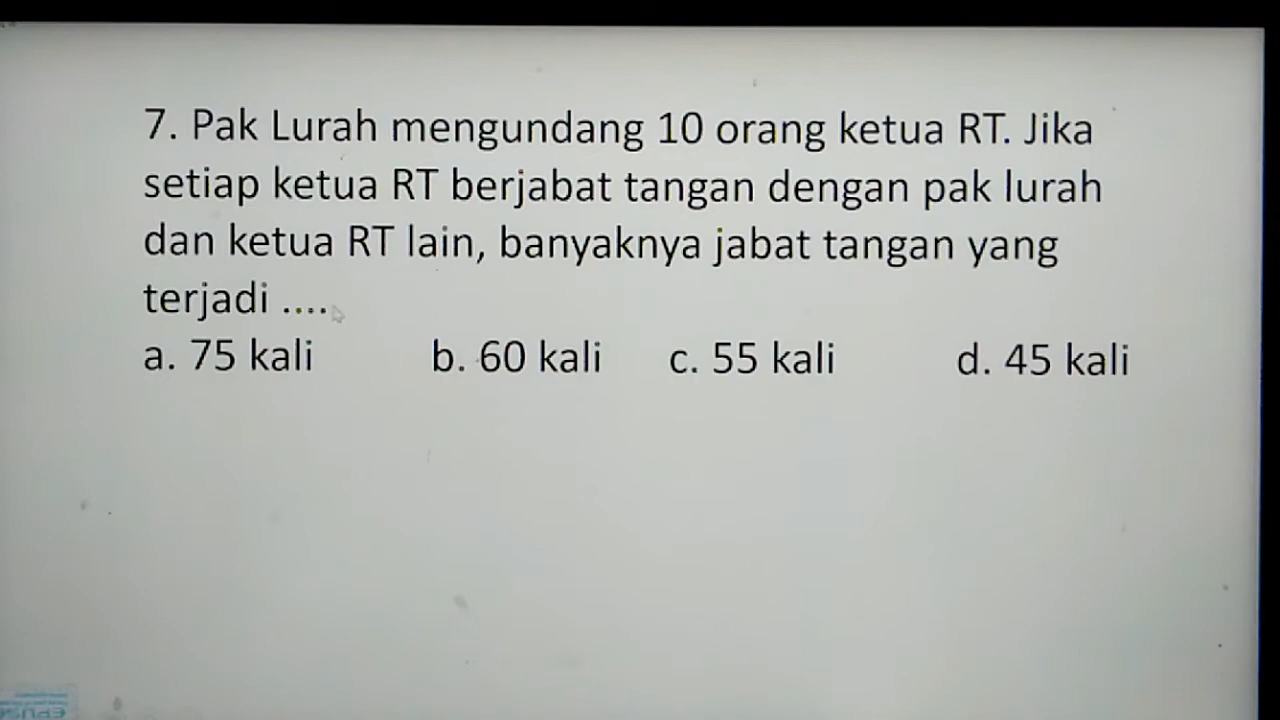 7. Pak Lurah mengundang 10 orang ketua RT. Jika
setiap ketua RT berjabat tangan dengan pak lurah
dan ketua RT lain, banyaknya jabat tangan yang
terjadi ....
a. 75 kali b. 60 kali c. 55 kali d. 45 kali